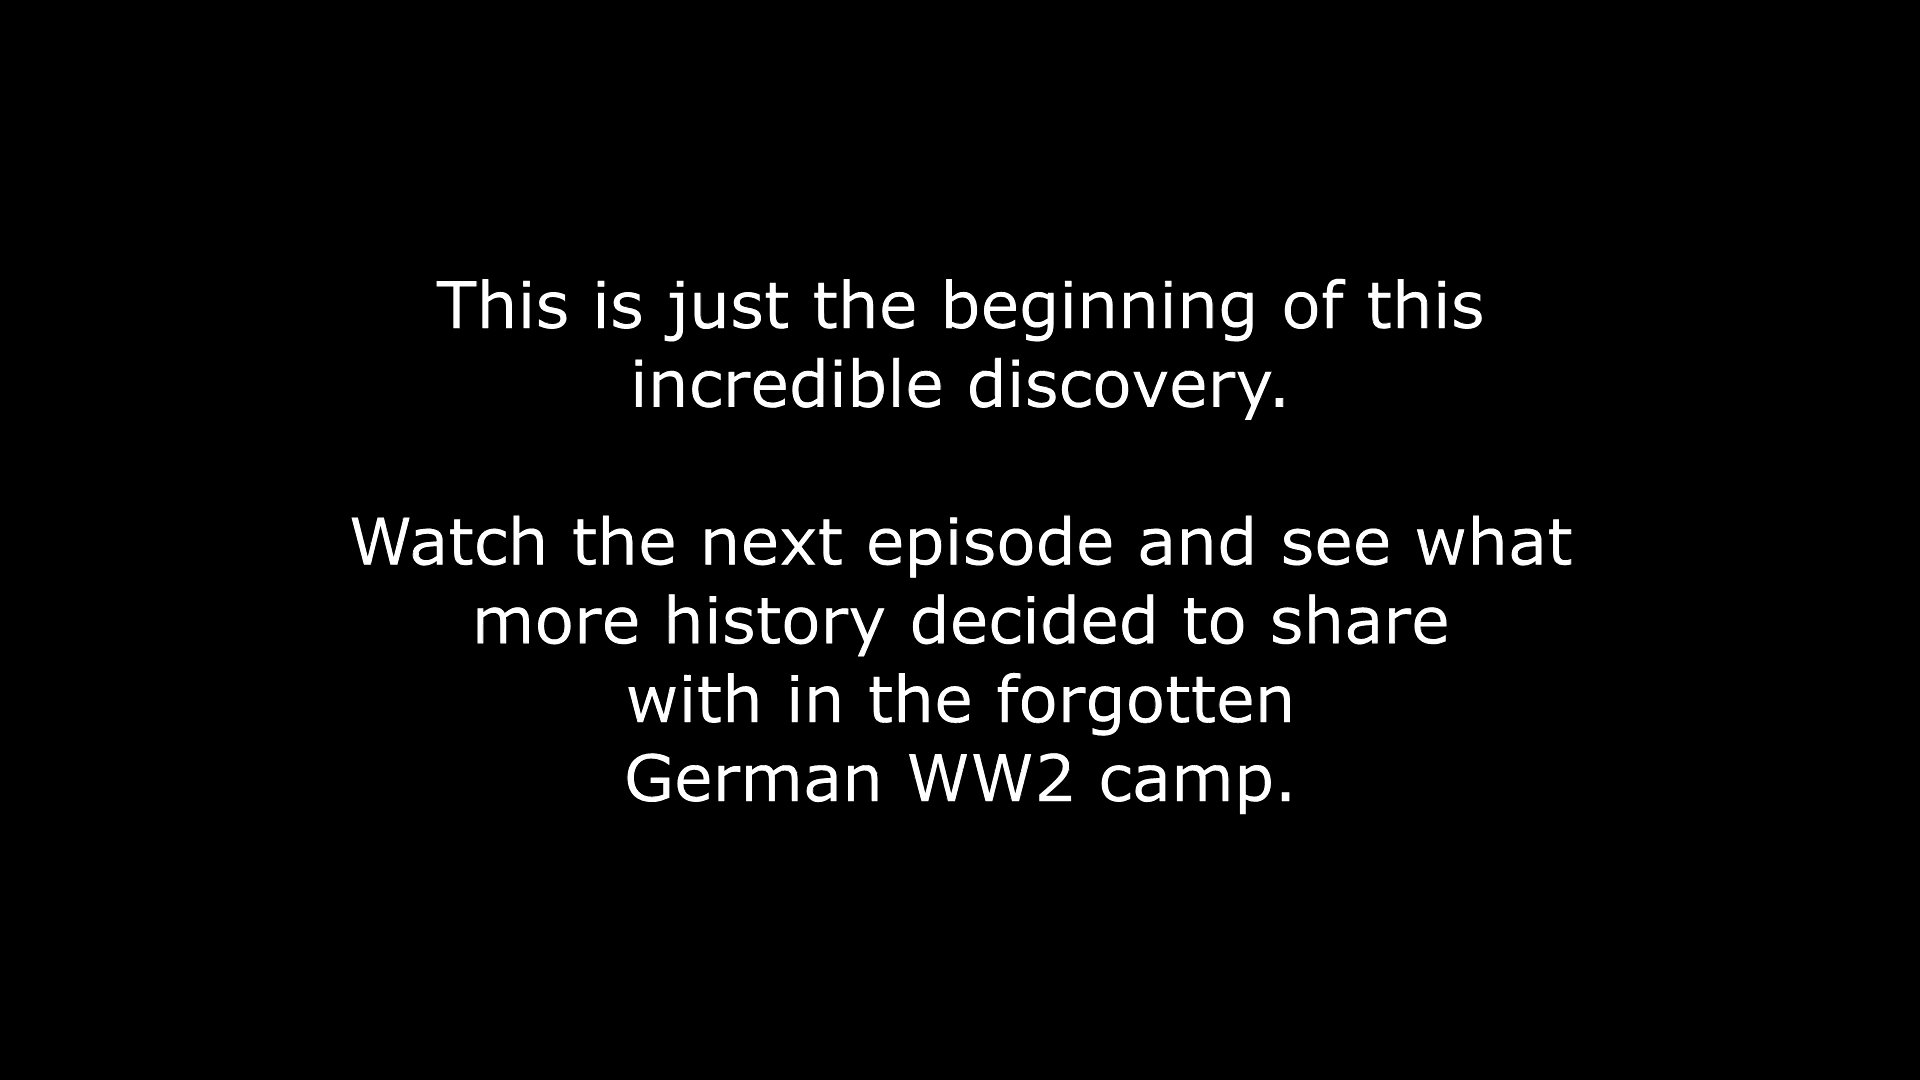 This is just the beginning of this
incredible discovery.
Watch the next episode and see what
more history decided to share
with in the forgotten
German WW2 camp.